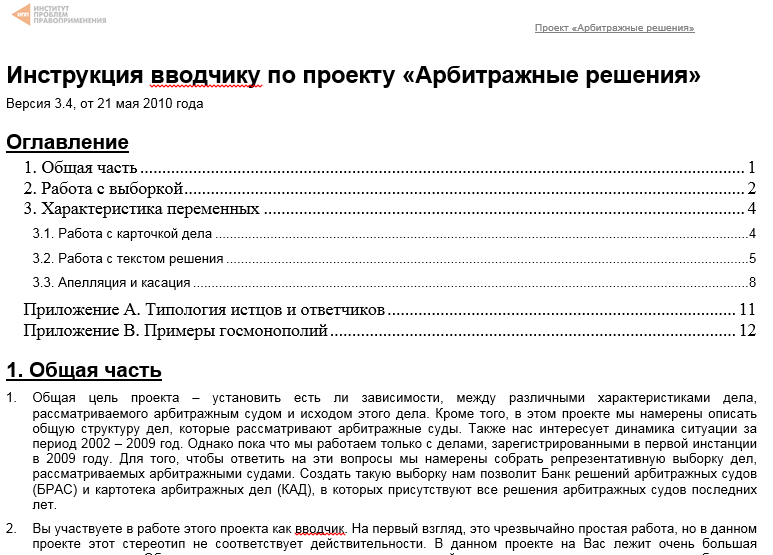 ИНСТИТУТ
ПРОБЛЕМ
ПРАВОПРИМЕНЕНИЯ
Проект «Арбитражные решения»
Инструкция вводчику по проекту «Арбитражные решения»
Версия 3.4, от 21 мая 2010 года
Оглавление
1. Общая часть 1
2. Работа с выборкой 2
3. Характеристика переменных 4
3.1. Работа с карточкой дела 4
3.2. Работа с текстом решения 5
3.3. Апелляция и касация 8
Приложение А. Типология истцов и ответчиков 11
Приложение В. Примеры госмонополий 12
1. Общая часть
1. Общая цель проекта – установить есть ли зависимости, между различными характеристиками дела,
рассматриваемого арбитражным судом и исходом этого дела. Кроме того, в этом проекте мы намерены описать
общую структуру дел, которые рассматривают арбитражные суды. Также нас интересует динамика ситуации за
период 2002 – 2009 год. Однако пока что мы работаем только с делами, зарегистрированными в первой инстанции
в 2009 году. Для того, чтобы ответить на эти вопросы мы намерены собрать репрезентативную выборку дел,
рассматриваемых арбитражными судами. Создать такую выборку нам позволит Банк решений арбитражных судов
(БРАС) и картотека арбитражных дел (КАД), в которых присутствуют все решения арбитражных судов последних
лет.
2. Вы участвуете в работе этого проекта как вводчик. На первый взгляд, это чрезвычайно простая работа, но в данном
проекте этот стереотип не соответствует действительности. В данном проекте на Вас лежит очень большая